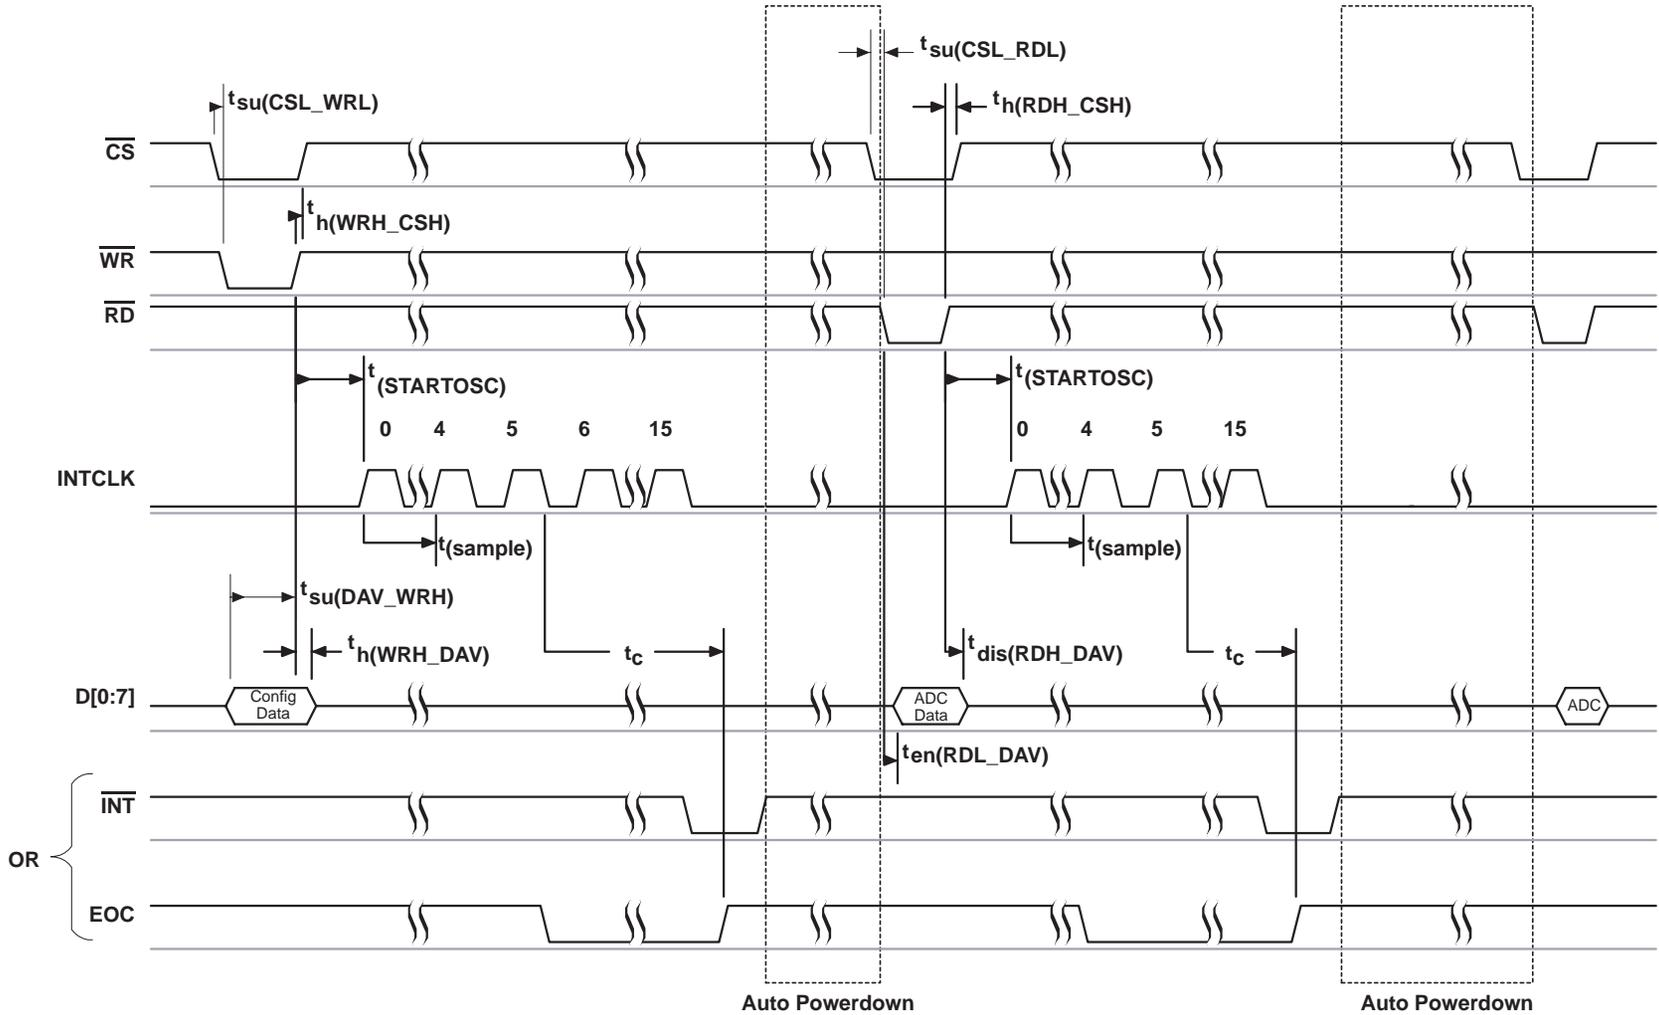 tsu(CSL_RDL)
tsu(CSL_WRL)
th(RDH_CSH)
CS
th(WRH_CSH)
WR
RD
t(STARTOSC)
t(STARTOSC)
0 4 5 6 15
0 4 5 15
INTCLK
t(sample)
t(sample)
tsu(DAV_WRH)
th(WRH_DAV)
tc
tdis(RDH_DAV)
tc
D[0:7]
Config
Data
ADC
Data
ADC
ten(RDL_DAV)
INT
OR
EOC
Auto Powerdown
Auto Powerdown